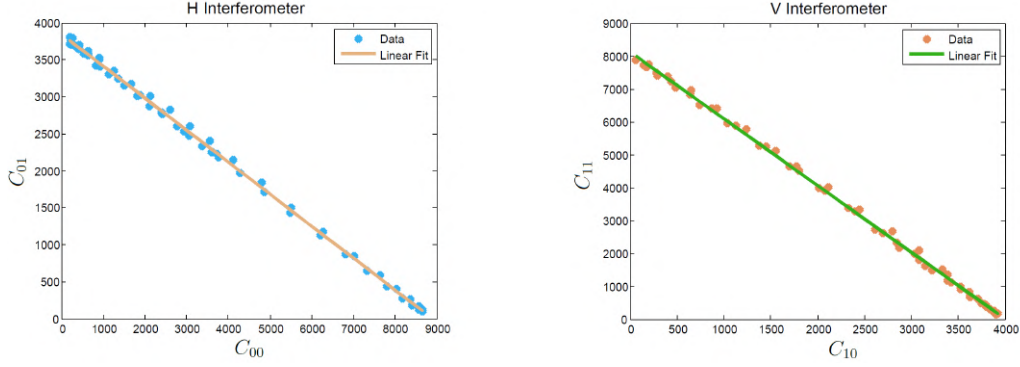 H Interferometer
4000
3500
3000
2500
2000
1500
1000
500
0
C01
0 1000 2000 3000 4000 5000 6000 7000 8000 9000
C00
Data
Linear Fit
V Interferometer
9000
8000
7000
6000
5000
4000
3000
2000
1000
0
C11
0 500 1000 1500 2000 2500 3000 3500 4000
C10
Data
Linear Fit